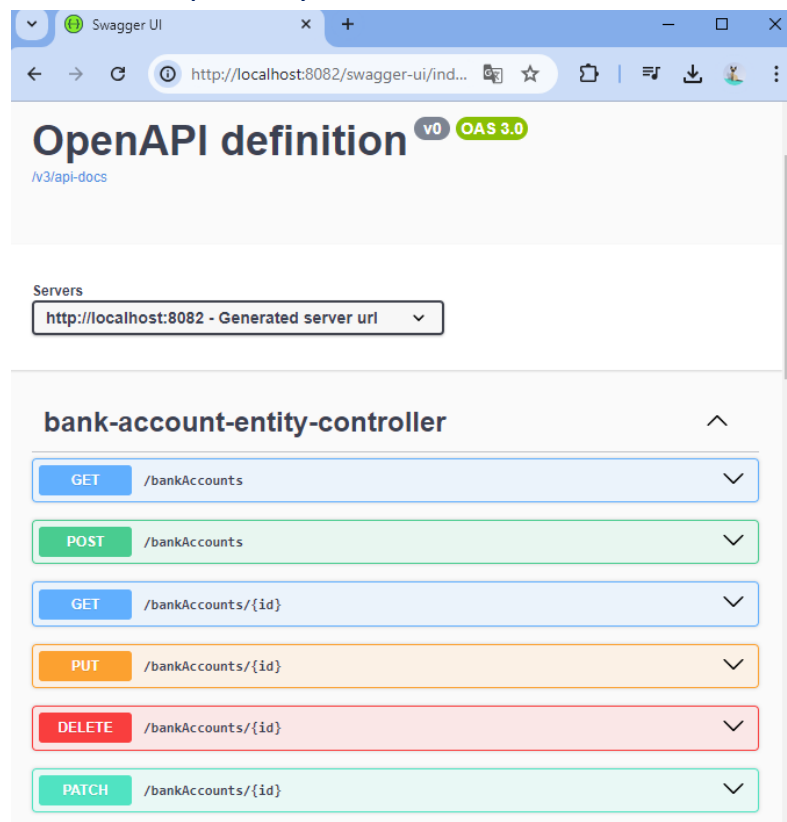 Swagger UI
http://localhost:8082/swagger-ui/ind...
OpenAPI definition v0 OAS 3.0
/v3/api-docs
Servers
http://localhost:8082 - Generated server url
bank-account-entity-controller
GET /bankAccounts
POST /bankAccounts
GET /bankAccounts/{id}
PUT /bankAccounts/{id}
DELETE /bankAccounts/{id}
PATCH /bankAccounts/{id}